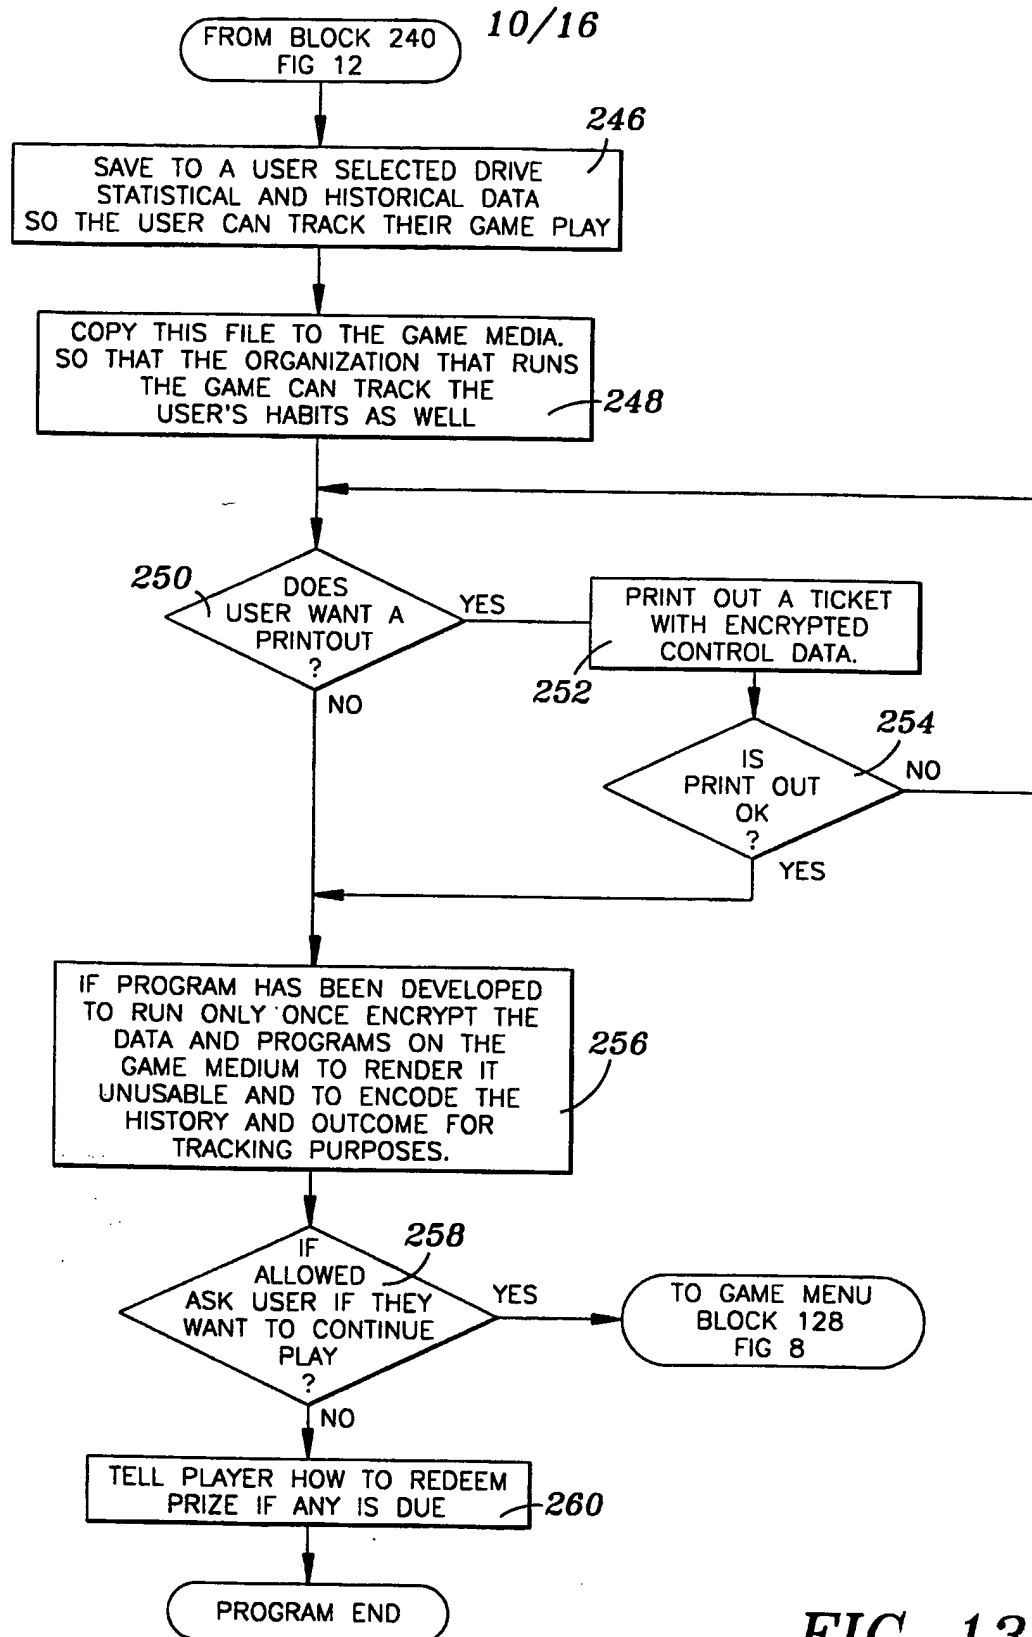 10/16
FROM BLOCK 240
FIG 12
246
SAVE TO A USER SELECTED DRIVE
STATISTICAL AND HISTORICAL DATA
SO THE USER CAN TRACK THEIR GAME PLAY
COPY THIS FILE TO THE GAME MEDIA.
SO THAT THE ORGANIZATION THAT RUNS
THE GAME CAN TRACK THE
USER'S HABITS AS WELL
248
250
DOES
USER WANT A
PRINTOUT
?
YES
NO
PRINT OUT A TICKET
WITH ENCRYPTED
CONTROL DATA.
252
254
IS
PRINT OUT
OK
?
NO
YES
IF PROGRAM HAS BEEN DEVELOPED
TO RUN ONLY ONCE ENCRYPT THE
DATA AND PROGRAMS ON THE
GAME MEDIUM TO RENDER IT
UNUSABLE AND TO ENCODE THE
HISTORY AND OUTCOME FOR
TRACKING PURPOSES.
256
258
IF
ALLOWED
ASK USER IF THEY
WANT TO CONTINUE
PLAY
?
YES
NO
TO GAME MENU
BLOCK 128
FIG 8
TELL PLAYER HOW TO REDEEM
PRIZE IF ANY IS DUE
260
PROGRAM END
FIG. 13